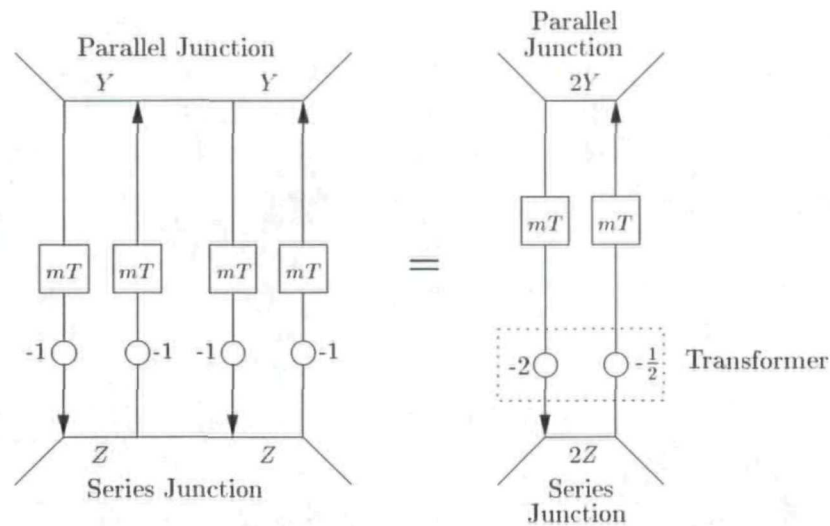 Parallel Junction
Y Y
mT mT mT mT
-1 -1 -1 -1
Z Z
Series Junction
=
Parallel
Junction
2Y
mT mT
-2 -1/2 Transformer
2Z
Series
Junction